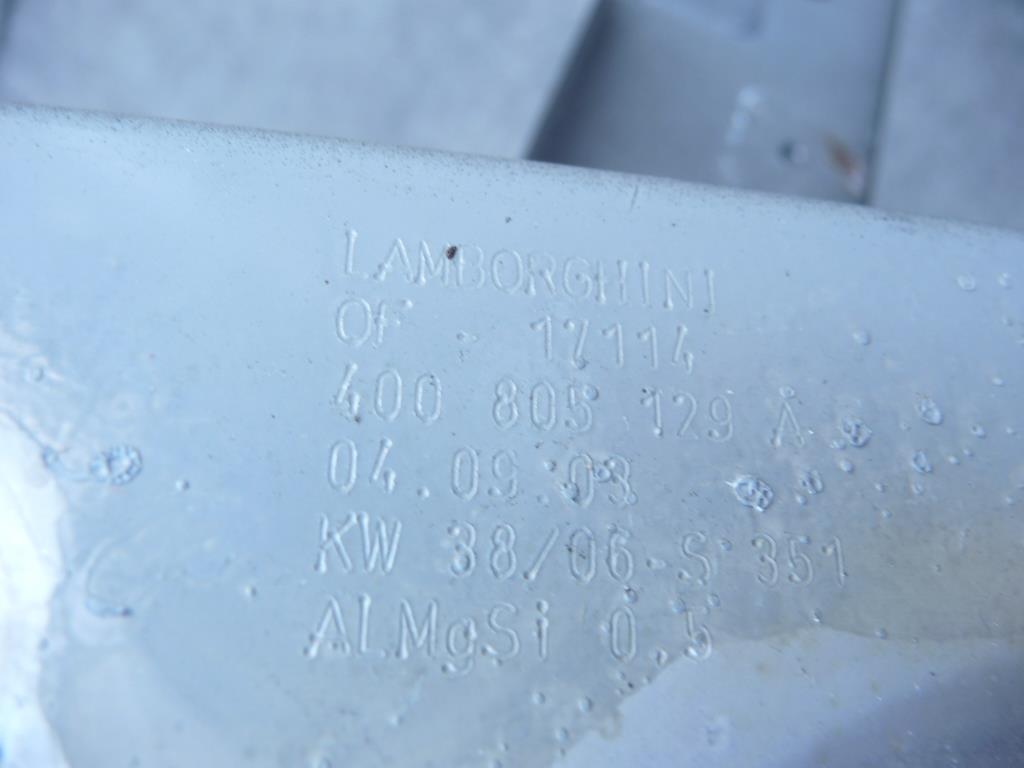 LAMBORGHINI
OF - 17114
400 805 129 A
04.09.03
KW 38/06-S 351
ALMgSi 0,5